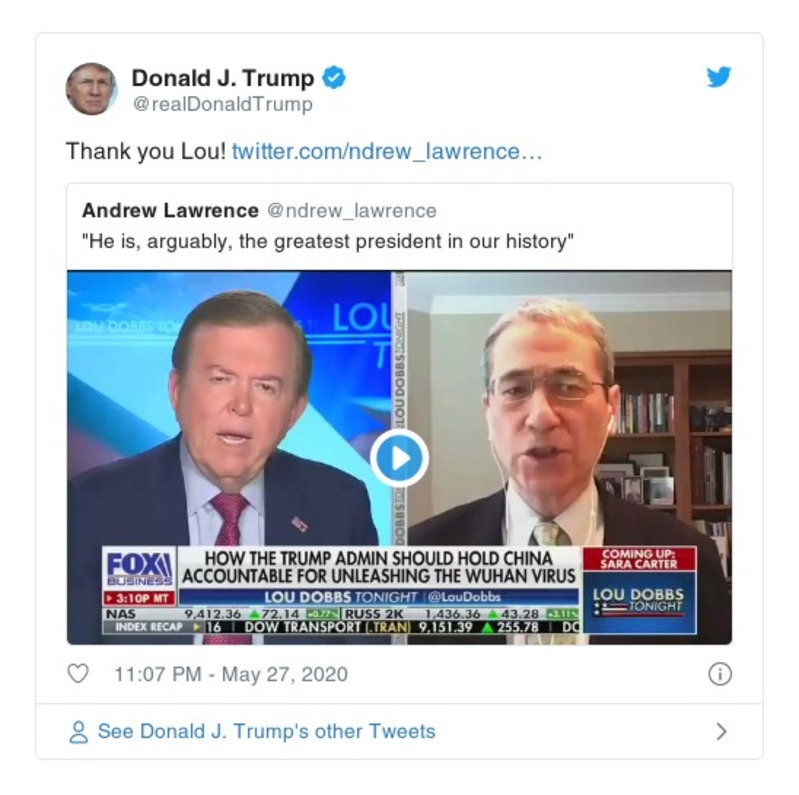 Donald J. Trump
@realDonaldTrump
Thank you Lou! twitter.com/ndrew_lawrence…
Andrew Lawrence @ndrew_lawrence
"He is, arguably, the greatest president in our history"
LOU DOBBS TO
LOU
T
LOU DOBBS TONIGHT
DOBBS TO
FOX
BUSINESS
3:10P MT
HOW THE TRUMP ADMIN SHOULD HOLD CHINA
ACCOUNTABLE FOR UNLEASHING THE WUHAN VIRUS
LOU DOBBS TONIGHT | @LouDobbs
COMING UP:
SARA CARTER
LOU DOBBS
TONIGHT
NAS 9,412.36 ▲72.14 +0.77% RUSS 2K 1,436.36 ▲ 43.28 +3.11%
INDEX RECAP 16 | DOW TRANSPORT (.TRAN) 9,151.39 ▲ 255.78 | DO
11:07 PM - May 27, 2020
See Donald J. Trump's other Tweets